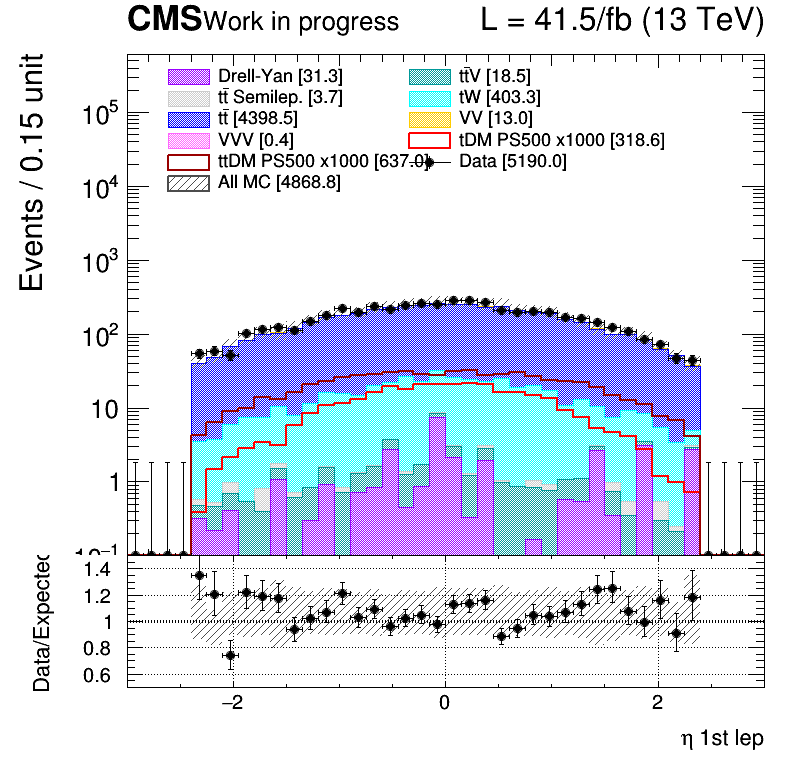 CMS Work in progress L = 41.5/fb (13 TeV)
Events / 0.15 unit
Drell-Yan [31.3] tt̄V [18.5]
tt̄ Semilep. [3.7] tW [403.3]
tt̄ [4398.5] VV [13.0]
VVV [0.4] tDM PS500 x1000 [318.6]
ttDM PS500 x1000 [637.0] Data [5190.0]
All MC [4868.8]
10⁵
10⁴
10³
10²
10
1
10⁻¹
Data/Expected
1.4
1.2
1
0.8
0.6
−2 0 2
η 1st lep